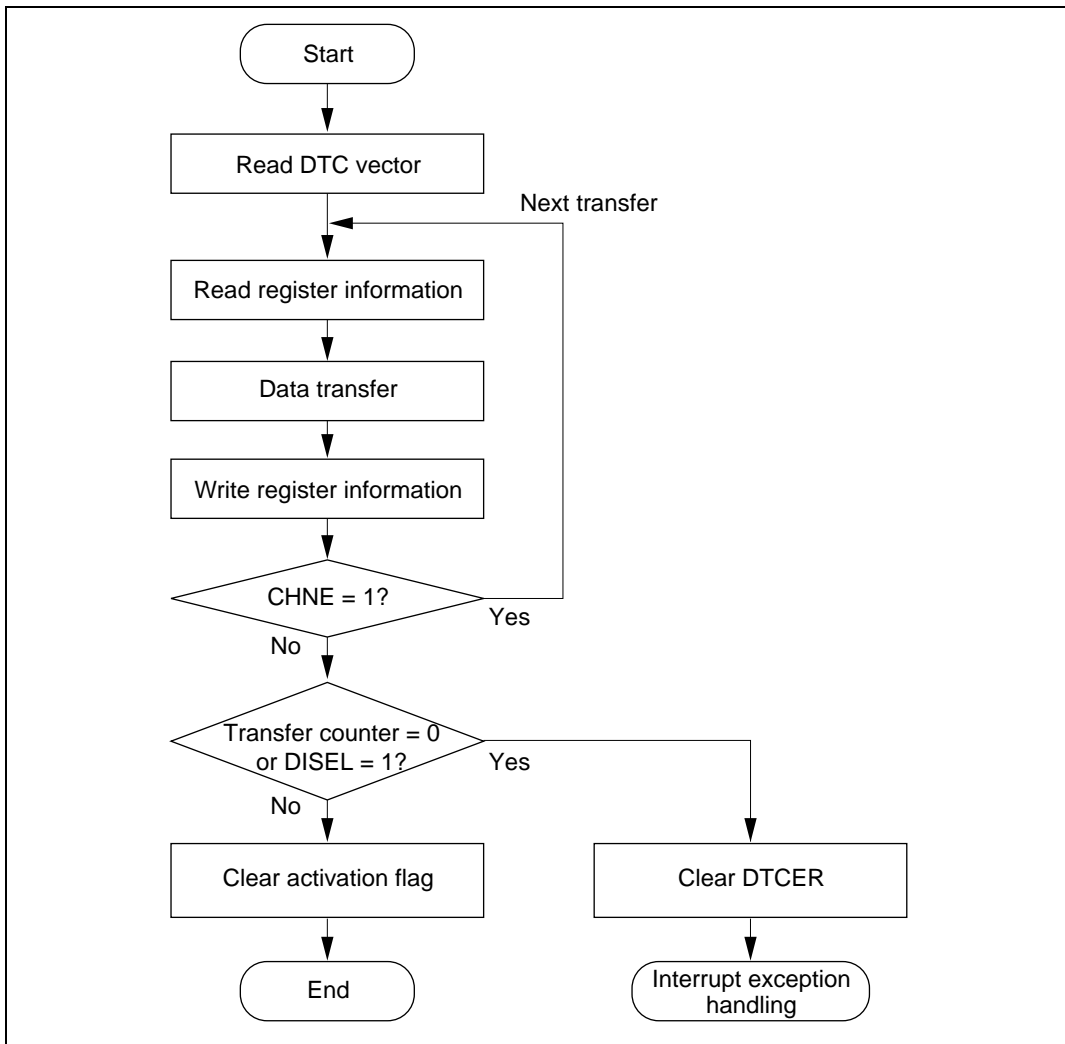 Start
Read DTC vector
Next transfer
Read register information
Data transfer
Write register information
CHNE = 1?
Yes
No
Transfer counter = 0
or DISEL = 1?
Yes
No
Clear activation flag
Clear DTCER
End
Interrupt exception
handling